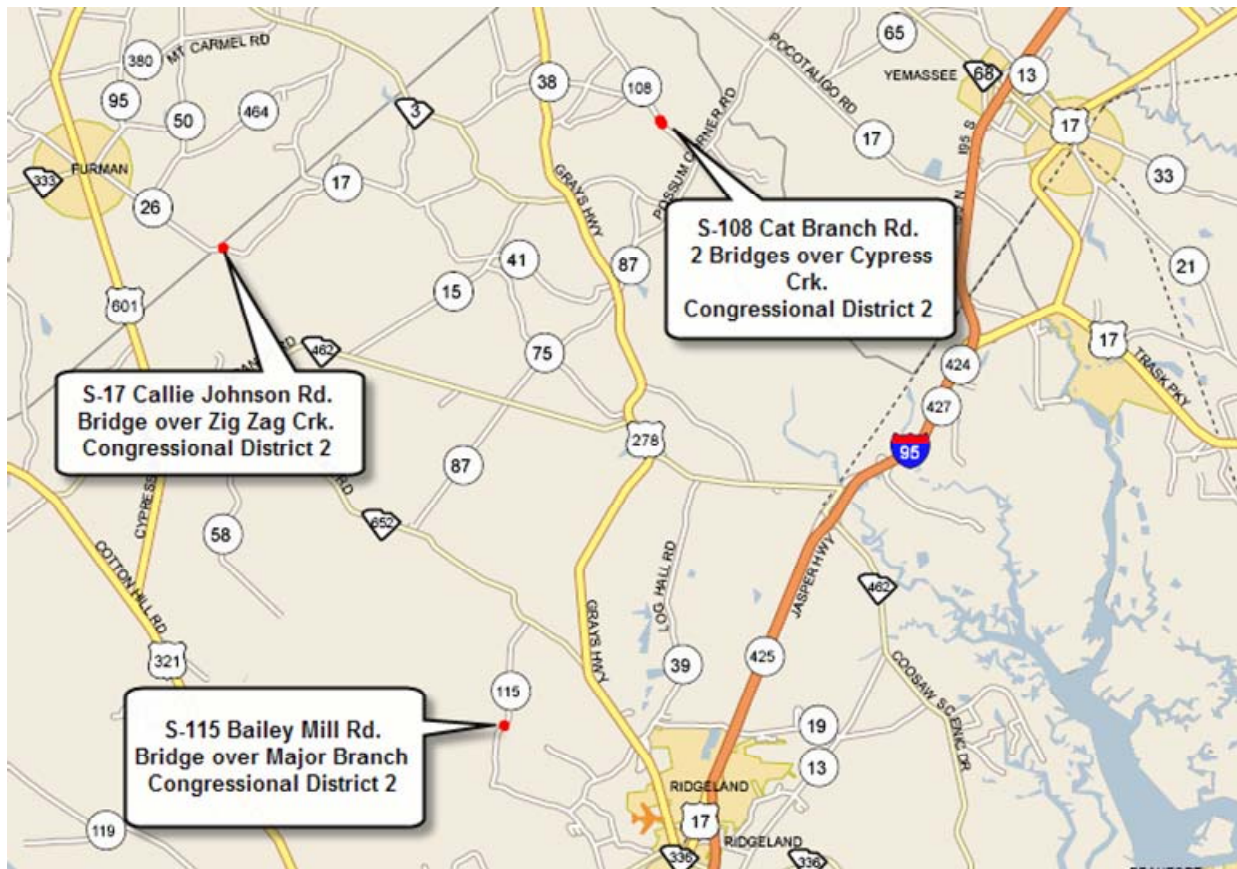 MT CARMEL RD
380
95
50
464
3
38
108
POCOTALIGO RD
65
YEMASSEE
68
13
17
I95 S
FURMAN
333
26
17
GRAYS HWY
POSSUM CORNER RD
17
33
S-108 Cat Branch Rd.
2 Bridges over Cypress
Crk.
Congressional District 2
601
15
41
87
21
462
75
17
TRASK PKY
424
427
S-17 Callie Johnson Rd.
Bridge over Zig Zag Crk.
Congressional District 2
278
95
87
CYPRESS
RD
652
58
COTTON HILL RD
JASPER HWY
LOG HALL RD
462
GRAYS HWY
321
39
425
COOSAW SCENIC DR
115
S-115 Bailey Mill Rd.
Bridge over Major Branch
Congressional District 2
19
13
RIDGELAND
17
RIDGELAND
119
336
336